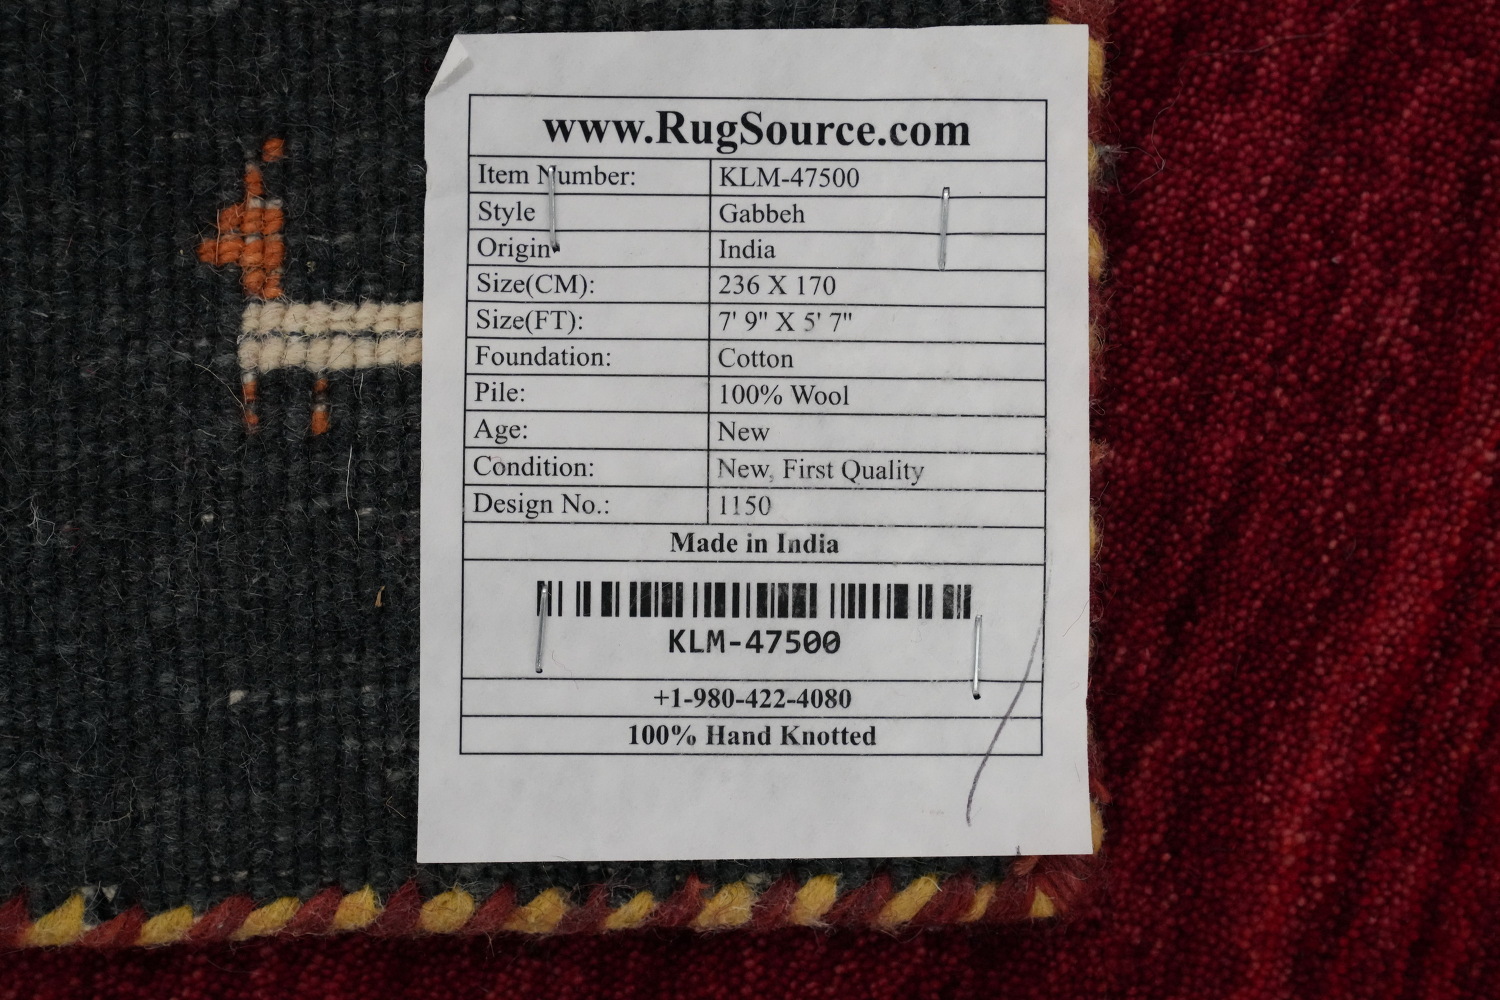 www.RugSource.com
Item Number: KLM-47500
Style Gabbeh
Origin India
Size(CM): 236 X 170
Size(FT): 7' 9" X 5' 7"
Foundation: Cotton
Pile: 100% Wool
Age: New
Condition: New, First Quality
Design No.: 1150
Made in India
KLM-47500
+1-980-422-4080
100% Hand Knotted